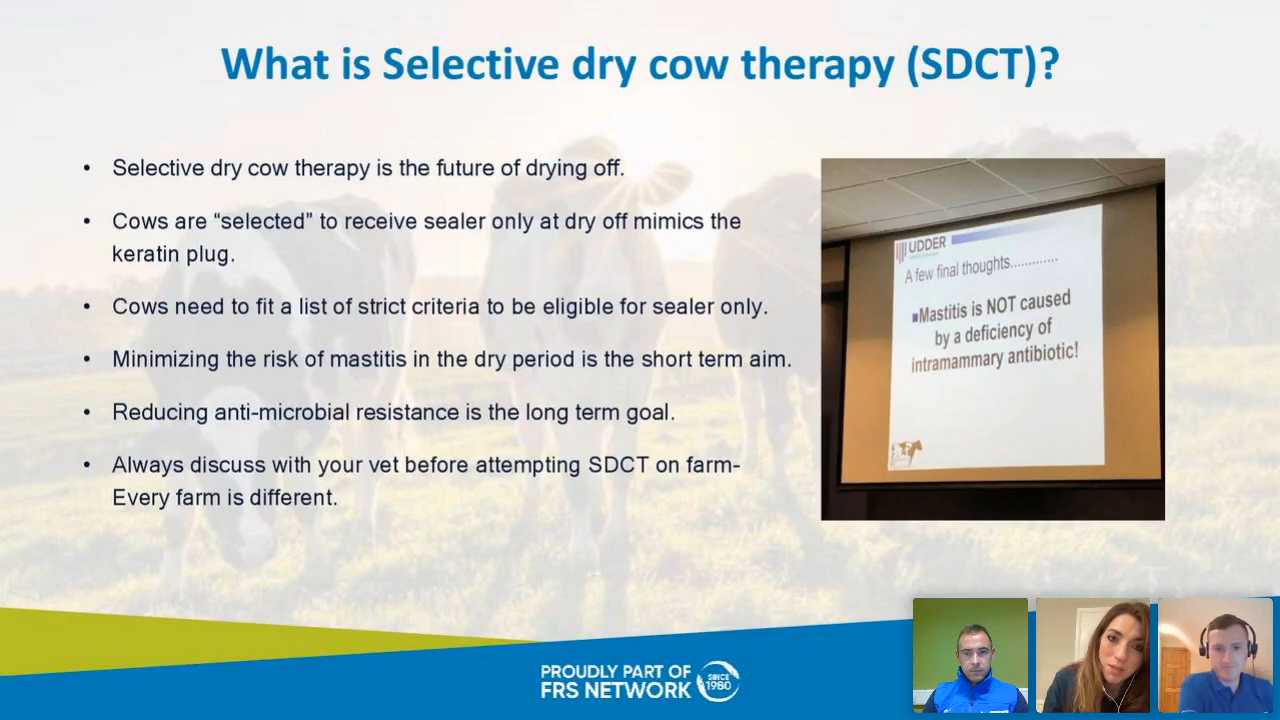 What is Selective dry cow therapy (SDCT)?
• Selective dry cow therapy is the future of drying off.
• Cows are “selected” to receive sealer only at dry off mimics the
keratin plug.
• Cows need to fit a list of strict criteria to be eligible for sealer only.
• Minimizing the risk of mastitis in the dry period is the short term aim.
• Reducing anti-microbial resistance is the long term goal.
• Always discuss with your vet before attempting SDCT on farm-
Every farm is different.
UDDER
A few final thoughts............
■Mastitis is NOT caused
by a deficiency of
intramammary antibiotic!
PROUDLY PART OF
FRS NETWORK
SINCE
1980